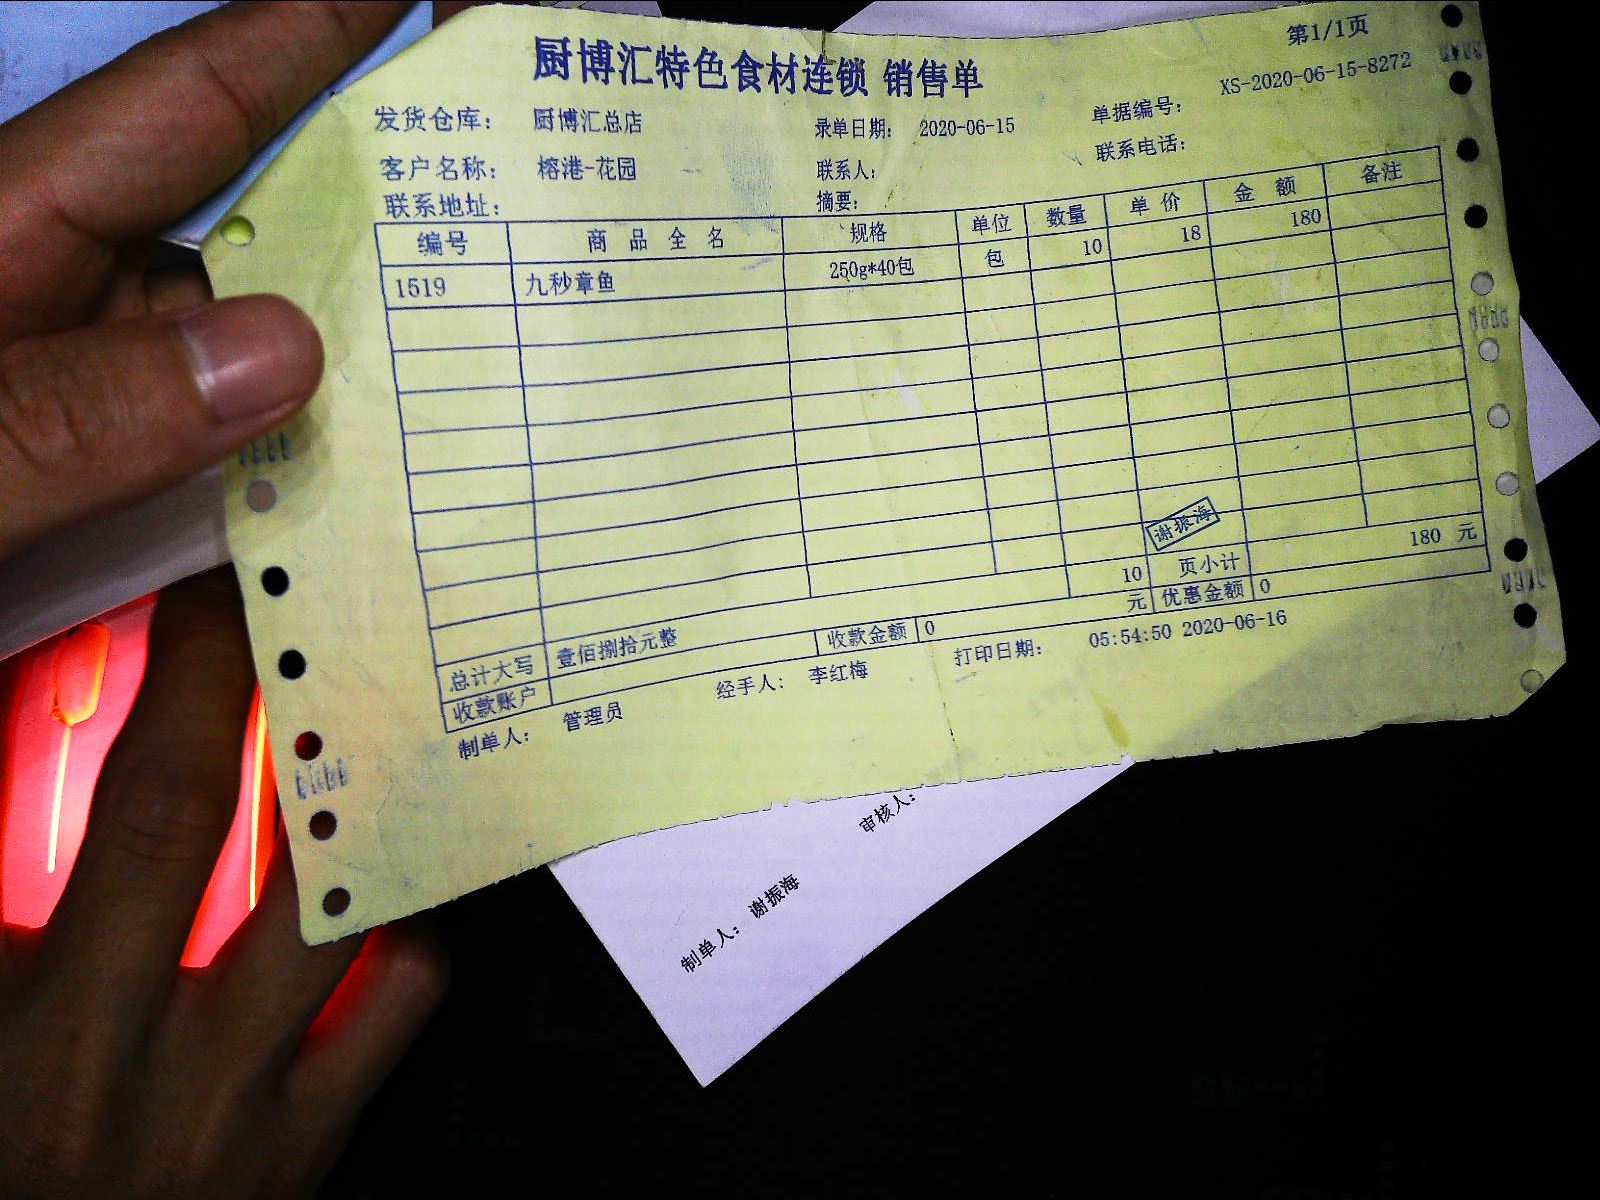 第1/1页
厨博汇特色食材连锁 销售单
发货仓库： 厨博汇总店 录单日期： 2020-06-15 单据编号： XS-2020-06-15-8272
客户名称： 榕港-花园 联系人： 联系电话：
联系地址： 摘要：
编号 商品全名 规格 单位 数量 单价 金额 备注
1519 九秒章鱼 250g*40包 包 10 18 180
谢振海
10 页小计 180 元
总计大写 壹佰捌拾元整 元 优惠金额 0
收款账户 收款金额 0
制单人： 管理员 经手人： 李红梅 打印日期： 05:54:50 2020-06-16
审核人：
制单人： 谢振海